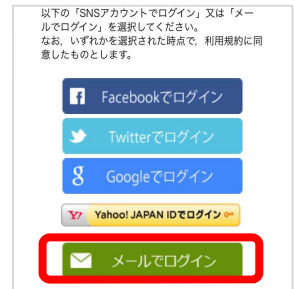 以下の「SNSアカウントでログイン」又は「メー
ルでログイン」を選択してください。
なお、いずれかを選択された時点で、利用規約に同
意したものとします。
Facebookでログイン
Twitterでログイン
Googleでログイン
Y? Yahoo! JAPAN IDでログイン
メールでログイン